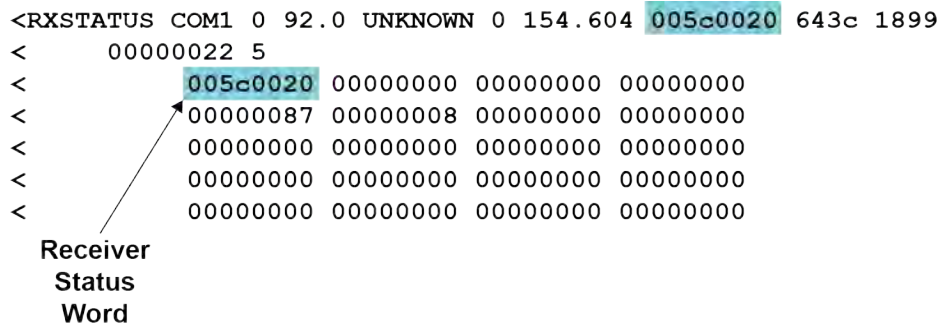 <RXSTATUS COM1 0 92.0 UNKNOWN 0 154.604 005c0020 643c 1899
< 00000022 5
< 005c0020 00000000 00000000 00000000
< 00000087 00000008 00000000 00000000
< 00000000 00000000 00000000 00000000
< 00000000 00000000 00000000 00000000
< 00000000 00000000 00000000 00000000
Receiver
Status
Word